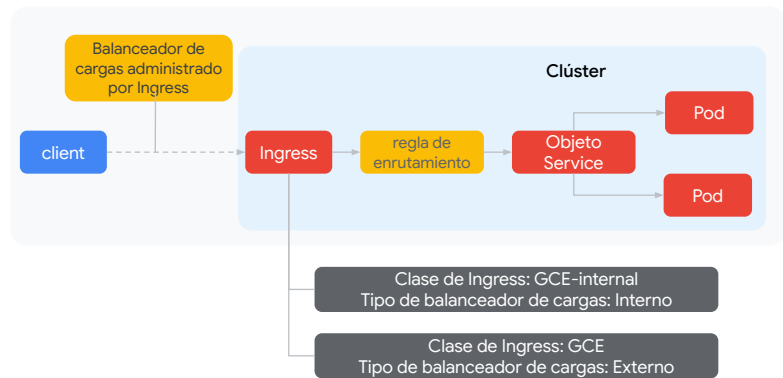 Balanceador de
cargas administrado
por Ingress
Clúster
client
Ingress
regla de
enrutamiento
Objeto
Service
Pod
Pod
Clase de Ingress: GCE-internal
Tipo de balanceador de cargas: Interno
Clase de Ingress: GCE
Tipo de balanceador de cargas: Externo